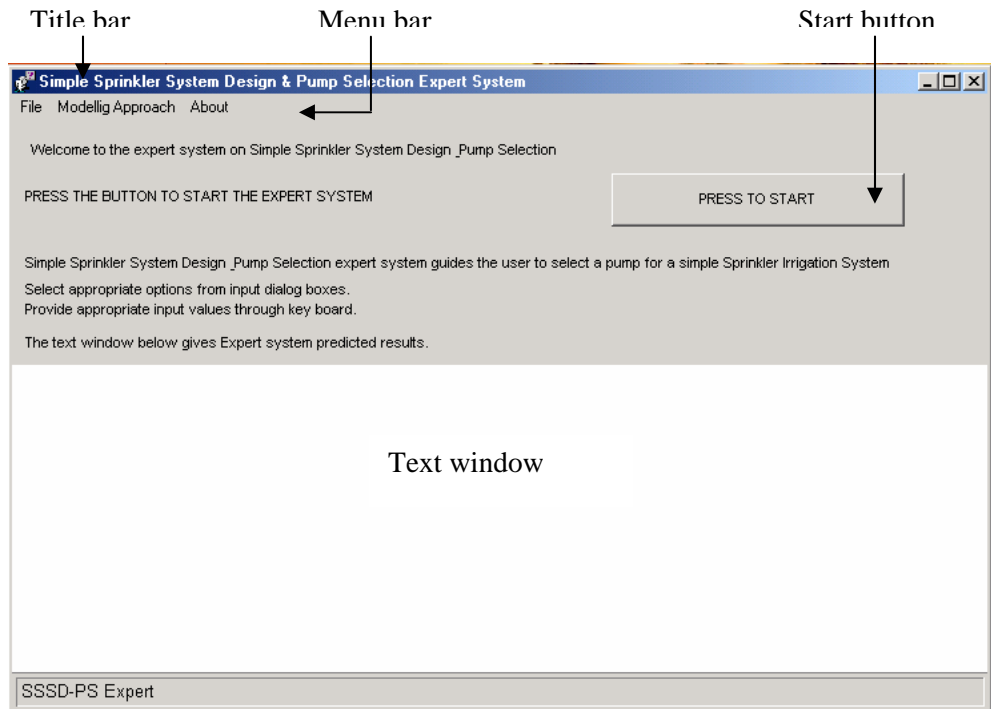 Title bar Menu bar Start button
Simple Sprinkler System Design & Pump Selection Expert System
File Modellig Approach About
Welcome to the expert system on Simple Sprinkler System Design _Pump Selection
PRESS THE BUTTON TO START THE EXPERT SYSTEM
PRESS TO START
Simple Sprinkler System Design _Pump Selection expert system guides the user to select a pump for a simple Sprinkler Irrigation System
Select appropriate options from input dialog boxes.
Provide appropriate input values through key board.
The text window below gives Expert system predicted results.
Text window
SSSD-PS Expert